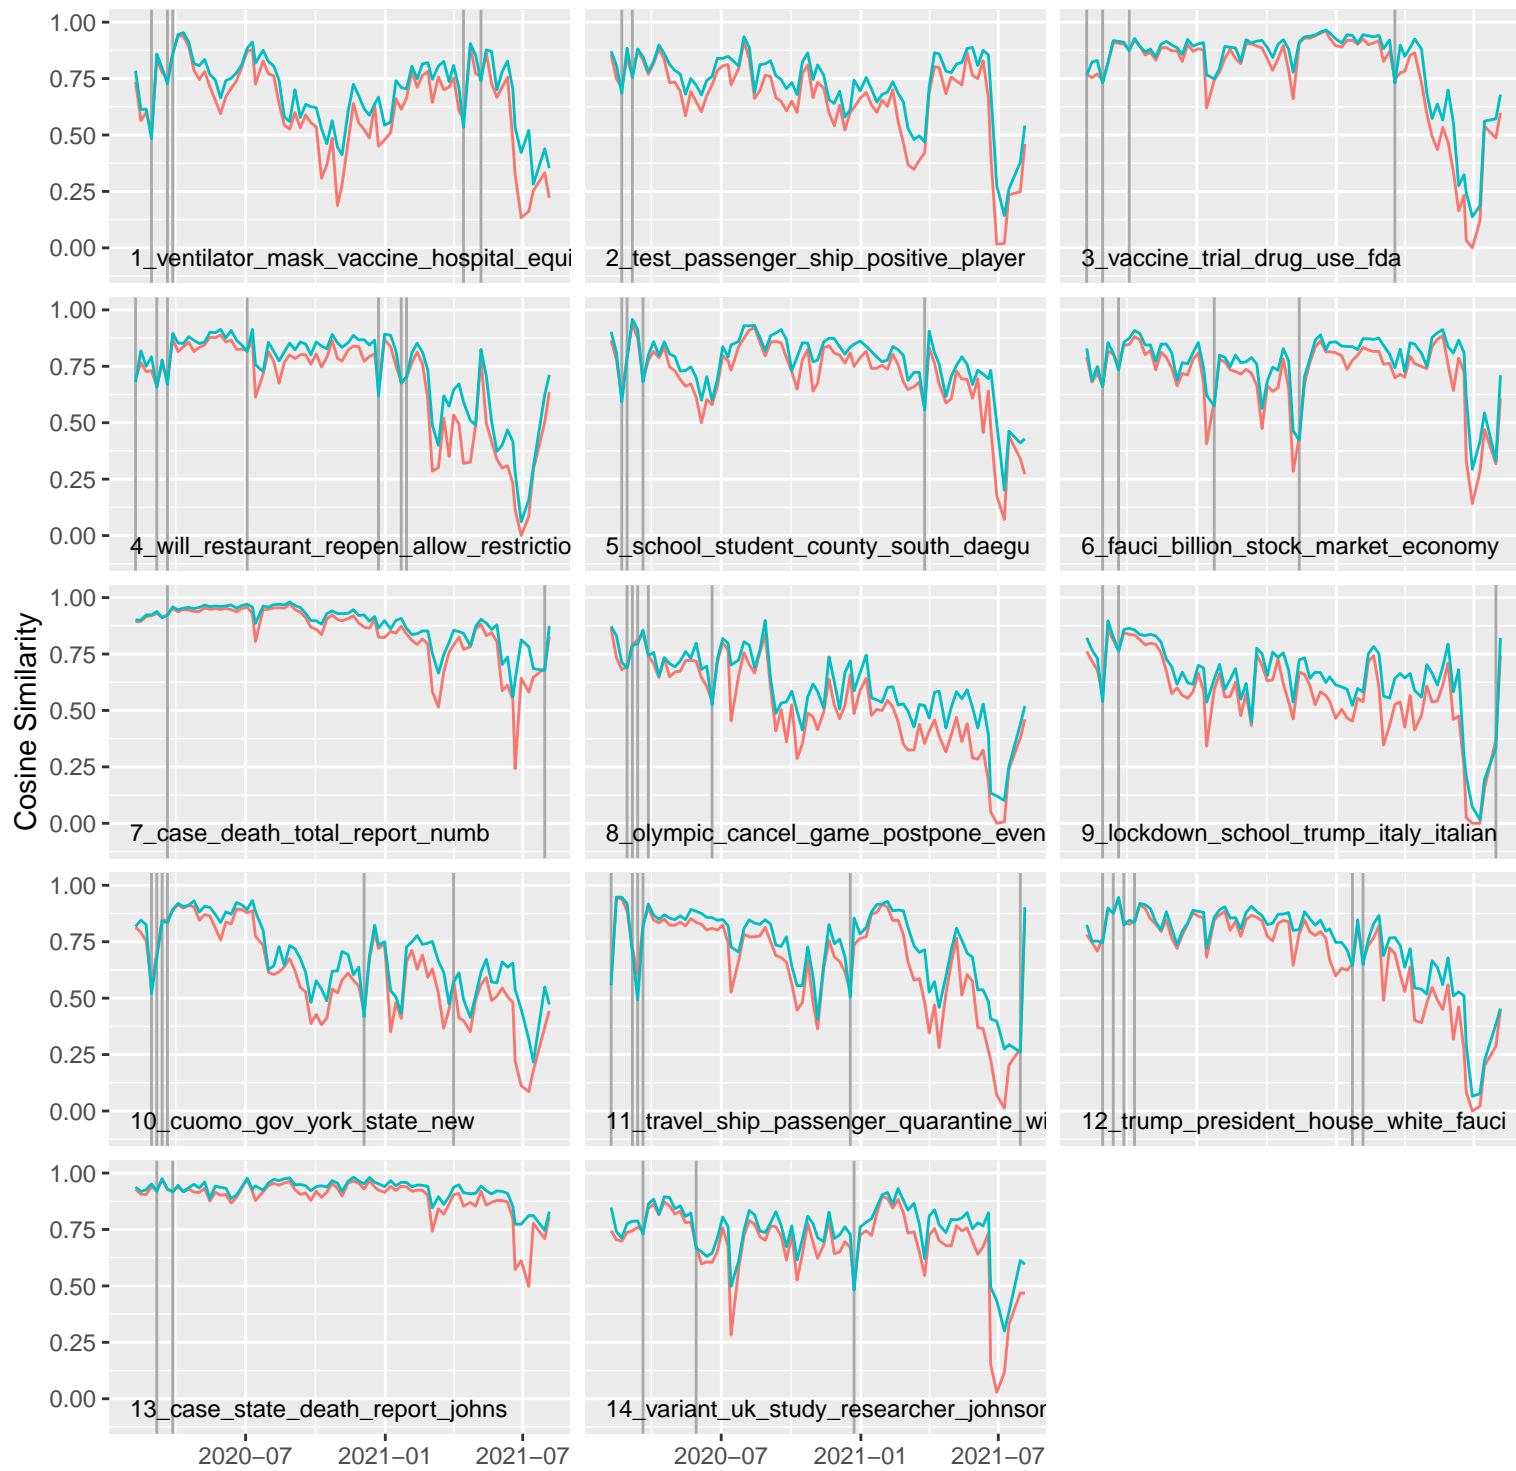 1.00
0.75
0.50
0.25
0.00
1_ventilator_mask_vaccine_hospital_equi
2_test_passenger_ship_positive_player
3_vaccine_trial_drug_use_fda
1.00
0.75
0.50
0.25
0.00
4_will_restaurant_reopen_allow_restrictio
5_school_student_county_south_daegu
6_fauci_billion_stock_market_economy
Cosine Similarity
1.00
0.75
0.50
0.25
0.00
7_case_death_total_report_numb
8_olympic_cancel_game_postpone_even
9_lockdown_school_trump_italy_italian
1.00
0.75
0.50
0.25
0.00
10_cuomo_gov_york_state_new
11_travel_ship_passenger_quarantine_wi
12_trump_president_house_white_fauci
1.00
0.75
0.50
0.25
0.00
13_case_state_death_report_johns
14_variant_uk_study_researcher_johnson
2020−07 2021−01 2021−07
2020−07 2021−01 2021−07